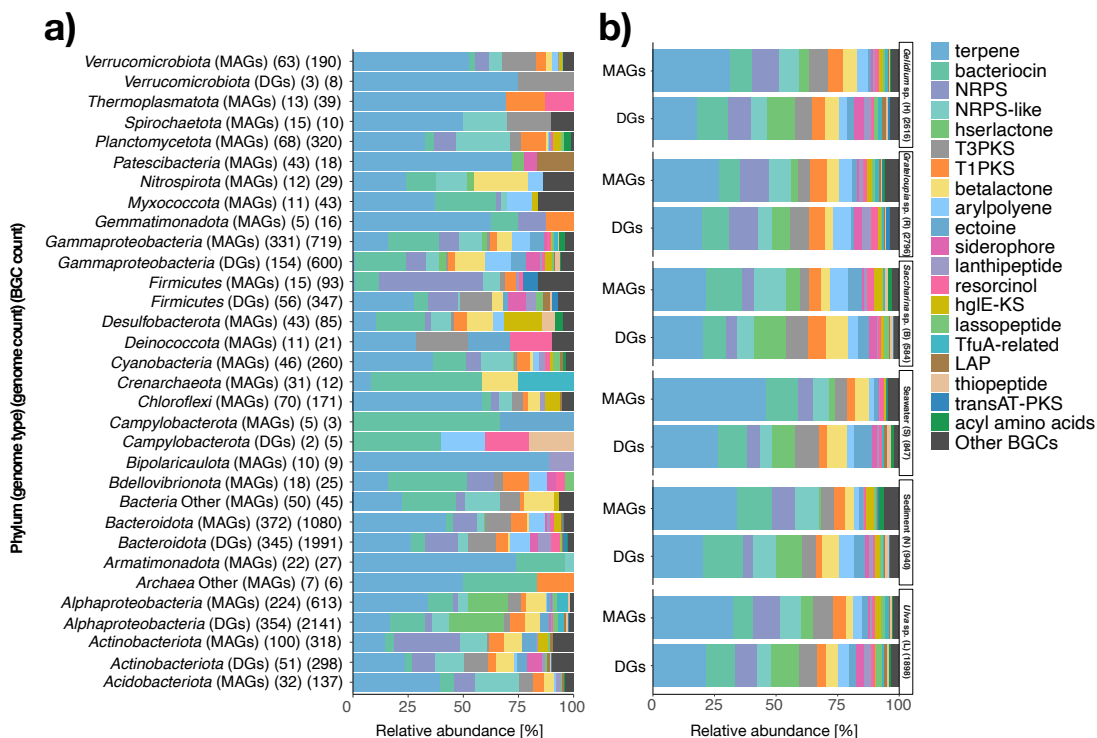 a)
Phylum (genome type) (genome count)/(BGC count)
Verrucomicrobiota (MAGs) (63) (190)
Verrucomicrobiota (DGs) (3) (8)
Thermoplasmatota (MAGs) (13) (39)
Spirochaetota (MAGs) (15) (10)
Planctomycetota (MAGs) (68) (320)
Patescibacteria (MAGs) (43) (18)
Nitrospirota (MAGs) (12) (29)
Myxococcota (MAGs) (11) (43)
Gemmatimonadota (MAGs) (5) (16)
Gammaproteobacteria (MAGs) (331) (719)
Gammaproteobacteria (DGs) (154) (600)
Firmicutes (MAGs) (15) (93)
Firmicutes (DGs) (56) (347)
Desulfobacterota (MAGs) (43) (85)
Deinococcota (MAGs) (11) (21)
Cyanobacteria (MAGs) (46) (260)
Crenarchaeota (MAGs) (31) (12)
Chloroflexi (MAGs) (70) (171)
Campylobacterota (MAGs) (5) (3)
Campylobacterota (DGs) (2) (5)
Bipolaricaulota (MAGs) (10) (9)
Bdellovibrionota (MAGs) (18) (25)
Bacteria Other (MAGs) (50) (45)
Bacteroidota (MAGs) (372) (1080)
Bacteroidota (DGs) (345) (1991)
Armatimonadota (MAGs) (22) (27)
Archaea Other (MAGs) (7) (6)
Alphaproteobacteria (MAGs) (224) (613)
Alphaproteobacteria (DGs) (354) (2141)
Actinobacteriota (MAGs) (100) (318)
Actinobacteriota (DGs) (51) (298)
Acidobacteriota (MAGs) (32) (137)
0 25 50 75 100
Relative abundance [%]
b)
MAGs
DGs
Gelidium sp. (H) (2616)
MAGs
DGs
Grateloupia sp. (R) (2796)
MAGs
DGs
Saccharina sp. (B) (584)
MAGs
DGs
Seawater (S) (847)
MAGs
DGs
Sediment (N) (940)
MAGs
DGs
Ulva sp. (L) (1898)
0 25 50 75 100
Relative abundance [%]
terpene
bacteriocin
NRPS
NRPS-like
hserlactone
T3PKS
T1PKS
betalactone
arylpolyene
ectoine
siderophore
lanthipeptide
resorcinol
hglE-KS
lassopeptide
TfuA-related
LAP
thiopeptide
transAT-PKS
acyl amino acids
Other BGCs